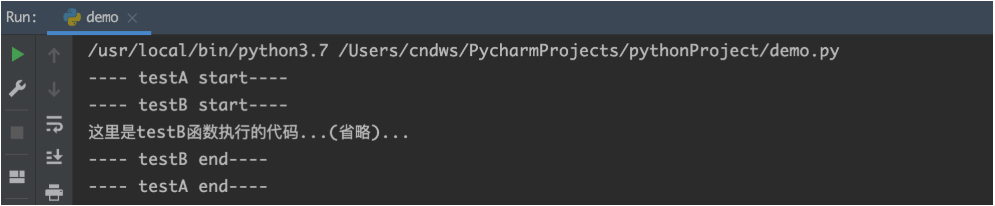 Run: demo
/usr/local/bin/python3.7 /Users/cndws/PycharmProjects/pythonProject/demo.py
---- testA start----
---- testB start----
这里是testB函数执行的代码...(省略)...
---- testB end----
---- testA end----